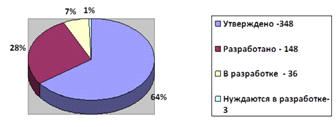 7%
1%
28%
64%
Утверждено -348
Разработано - 148
В разработке - 36
Нуждаются в разработке-
3